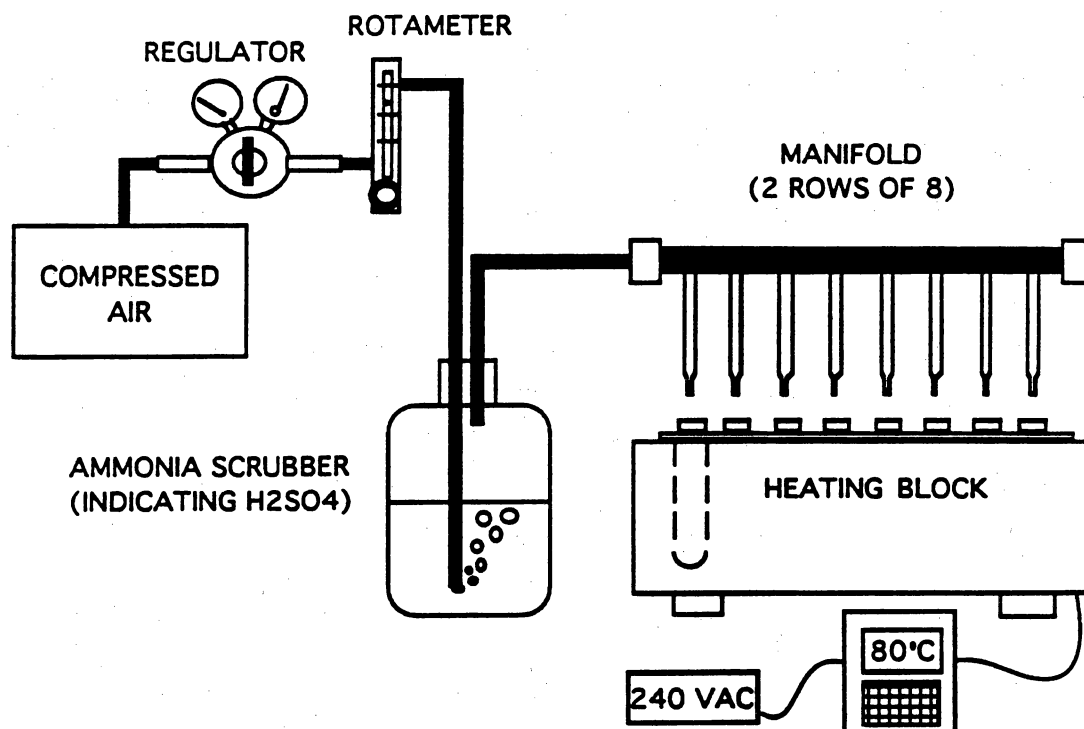 ROTAMETER
REGULATOR
MANIFOLD
(2 ROWS OF 8)
COMPRESSED
AIR
AMMONIA SCRUBBER
(INDICATING H2SO4)
HEATING BLOCK
80°C
240 VAC